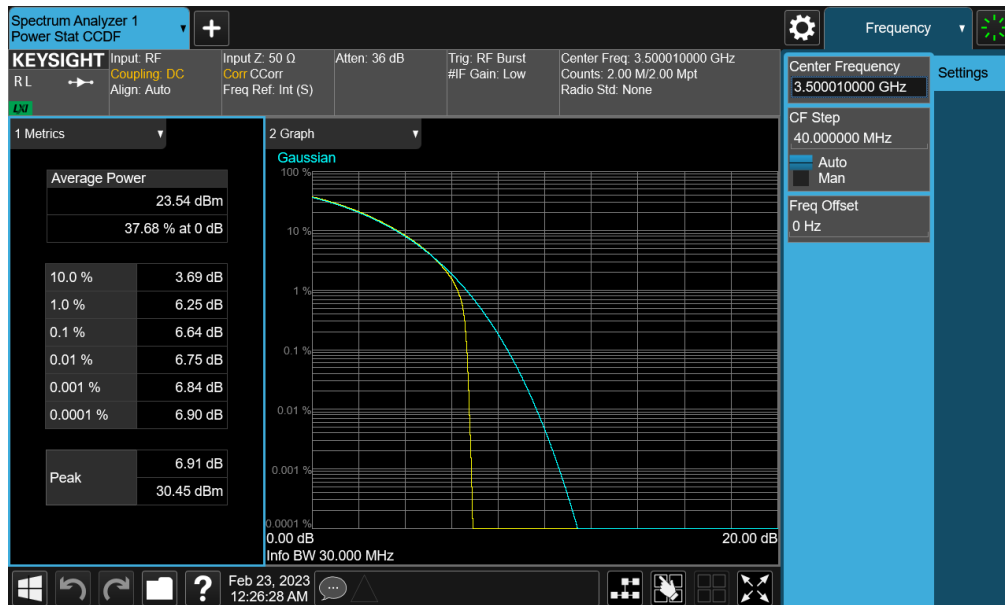 Spectrum Analyzer 1
Power Stat CCDF
+
Frequency
KEYSIGHT
RL
LXI
Input: RF
Coupling: DC
Align: Auto
Input Z: 50 Ω
Corr CCorr
Freq Ref: Int (S)
Atten: 36 dB
Trig: RF Burst
#IF Gain: Low
Center Freq: 3.500010000 GHz
Counts: 2.00 M/2.00 Mpt
Radio Std: None
Center Frequency
3.500010000 GHz
Settings
CF Step
40.000000 MHz
Auto
Man
Freq Offset
0 Hz
1 Metrics
Average Power
23.54 dBm
37.68 % at 0 dB
10.0 % 3.69 dB
1.0 % 6.25 dB
0.1 % 6.64 dB
0.01 % 6.75 dB
0.001 % 6.84 dB
0.0001 % 6.90 dB
Peak
6.91 dB
30.45 dBm
2 Graph
Gaussian
100 %
10 %
1 %
0.1 %
0.01 %
0.001 %
0.0001 %
0.00 dB 20.00 dB
Info BW 30.000 MHz
?
Feb 23, 2023
12:26:28 AM